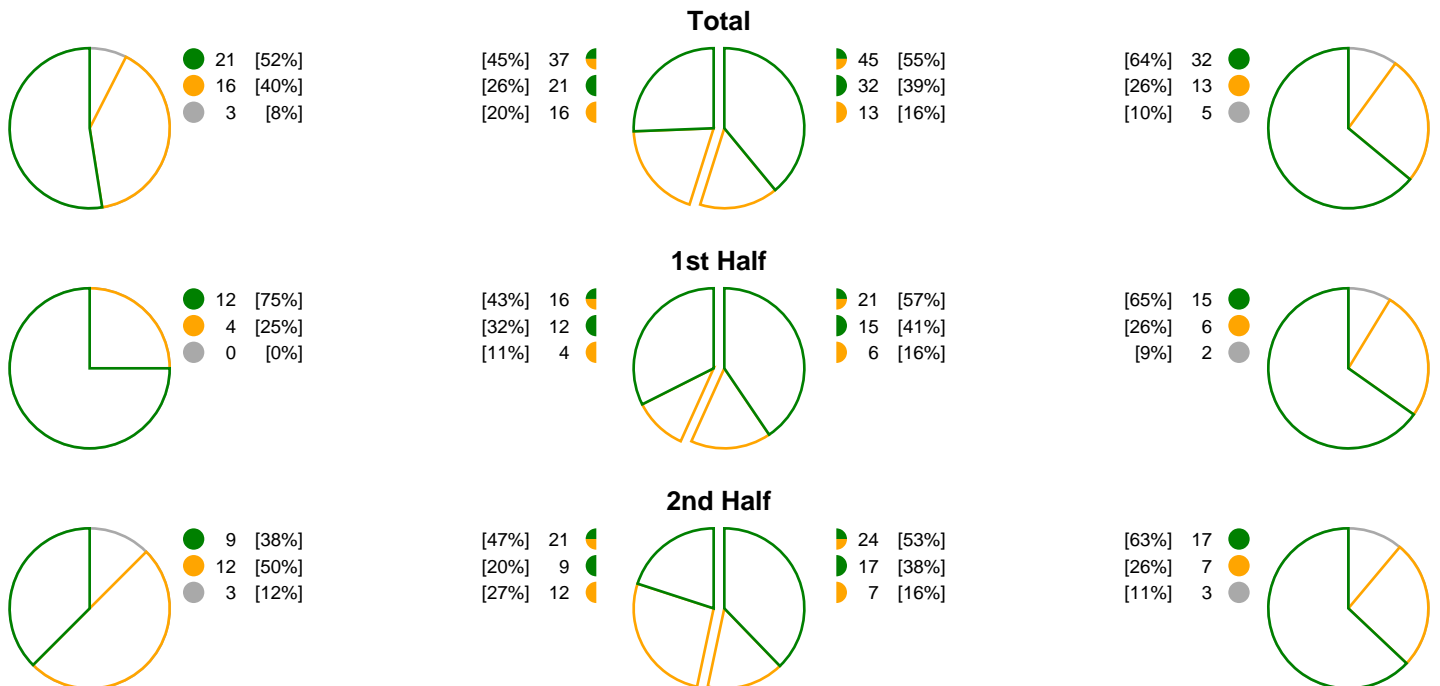 Total
21 [52%] [45%] 37 45 [55%] [64%] 32
16 [40%] [26%] 21 32 [39%] [26%] 13
3 [8%] [20%] 16 13 [16%] [10%] 5
1st Half
12 [75%] [43%] 16 21 [57%] [65%] 15
4 [25%] [32%] 12 15 [41%] [26%] 6
0 [0%] [11%] 4 6 [16%] [9%] 2
2nd Half
9 [38%] [47%] 21 24 [53%] [63%] 17
12 [50%] [20%] 9 17 [38%] [26%] 7
3 [12%] [27%] 12 7 [16%] [11%] 3